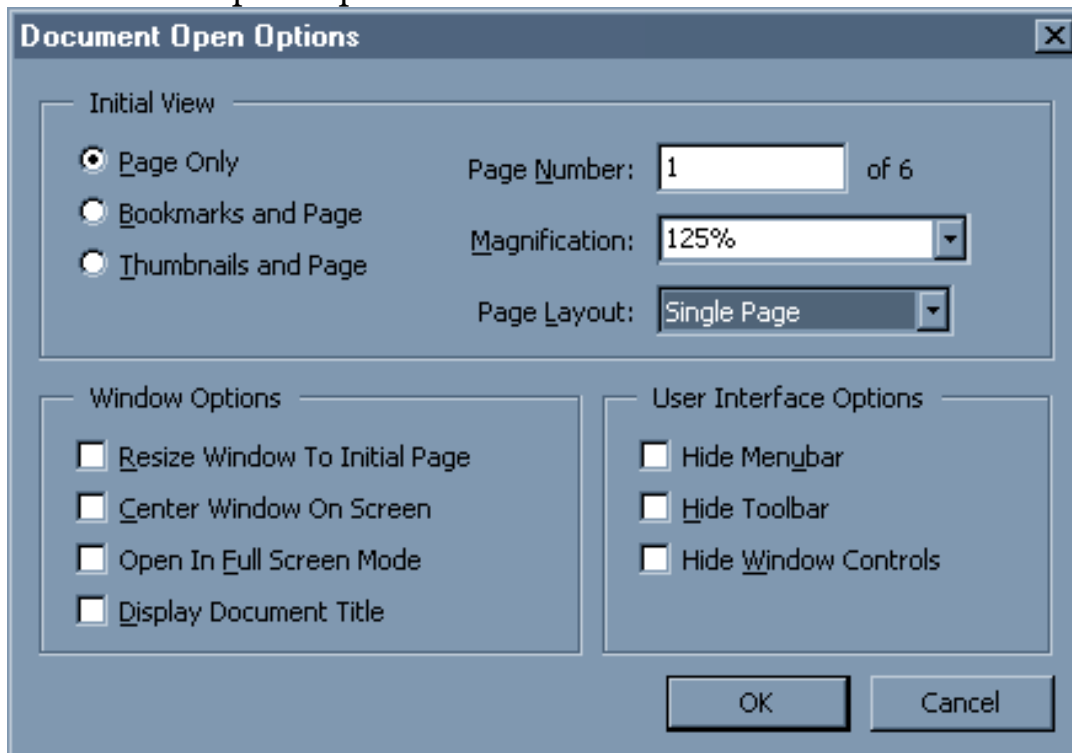 Document Open Options
Initial View
Page Only
Page Number: 1 of 6
Bookmarks and Page
Magnification: 125%
Thumbnails and Page
Page Layout: Single Page
Window Options
Resize Window To Initial Page
Center Window On Screen
Open In Full Screen Mode
Display Document Title
User Interface Options
Hide Menubar
Hide Toolbar
Hide Window Controls
OK
Cancel